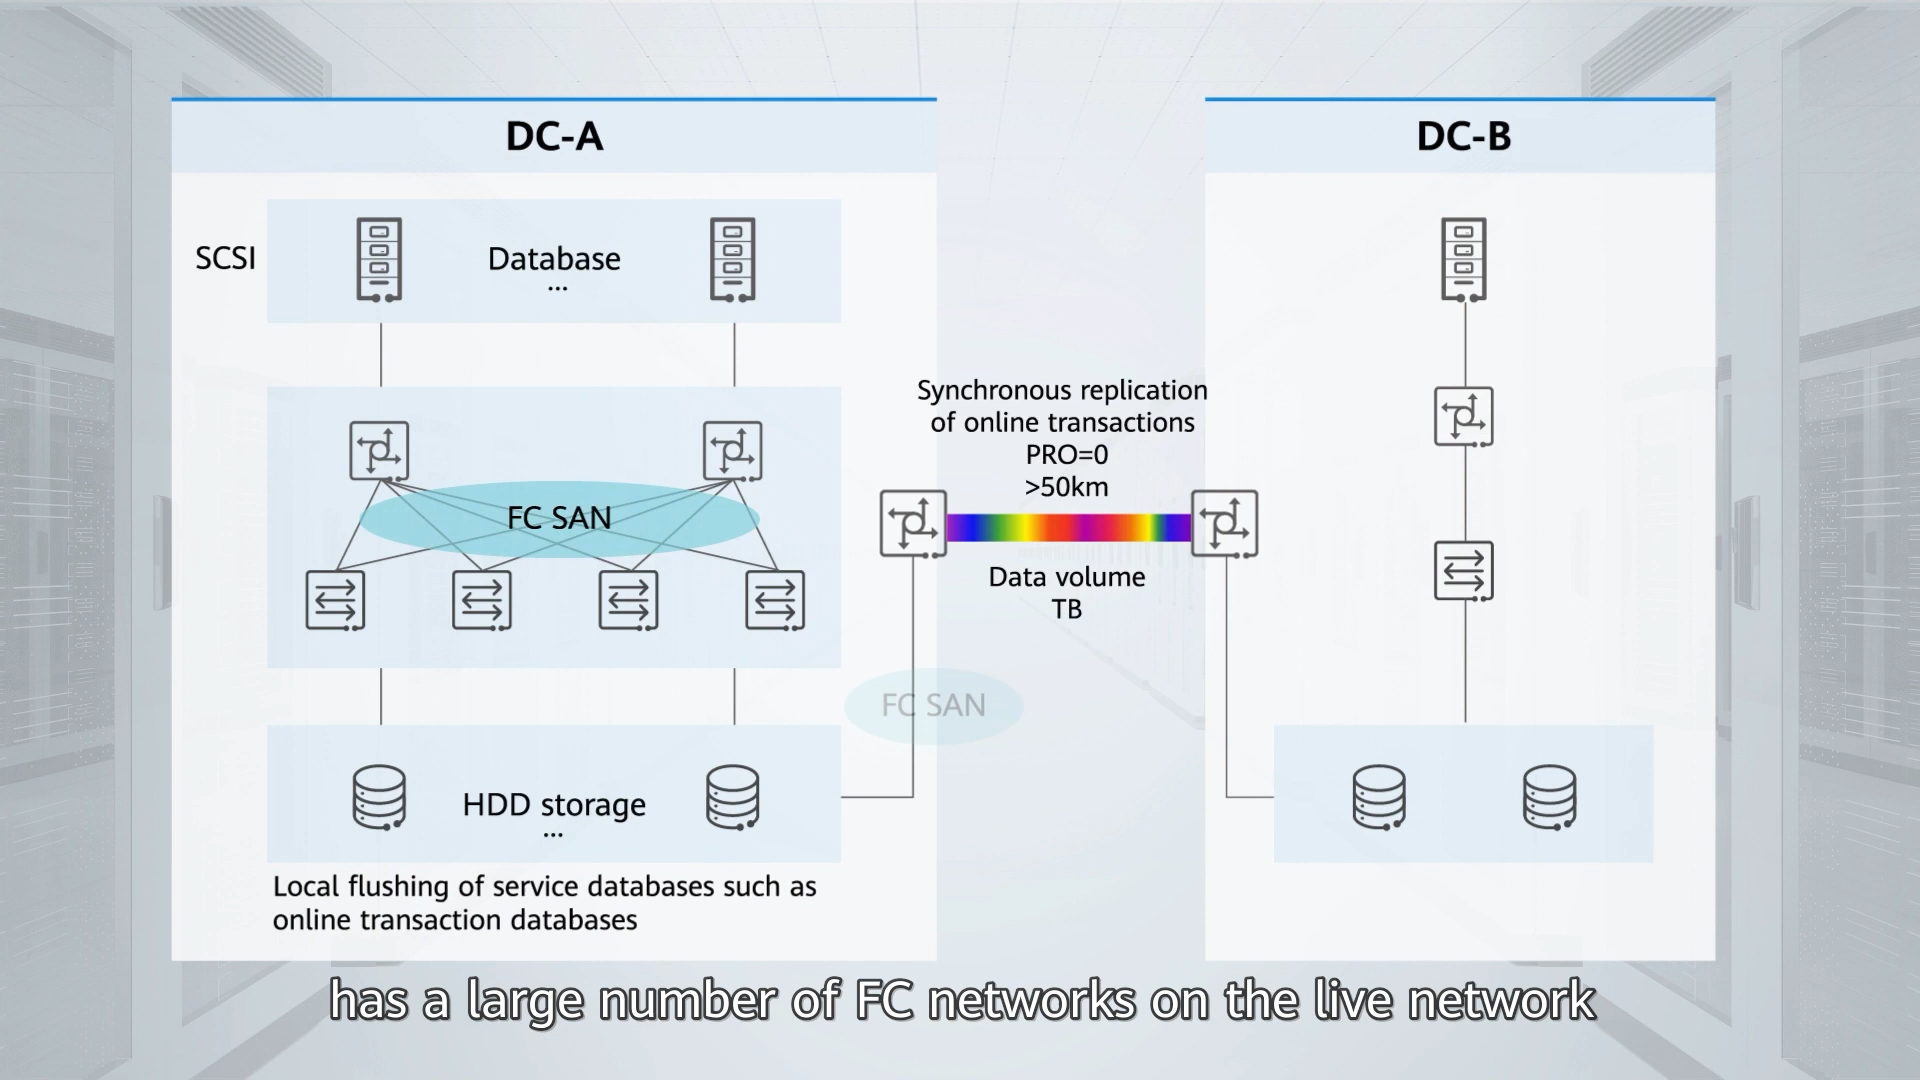 DC-A
DC-B
SCSI
Database
...
FC SAN
Synchronous replication
of online transactions
PRO=0
>50km
Data volume
TB
FC SAN
HDD storage
...
Local flushing of service databases such as
online transaction databases
has a large number of FC networks on the live network